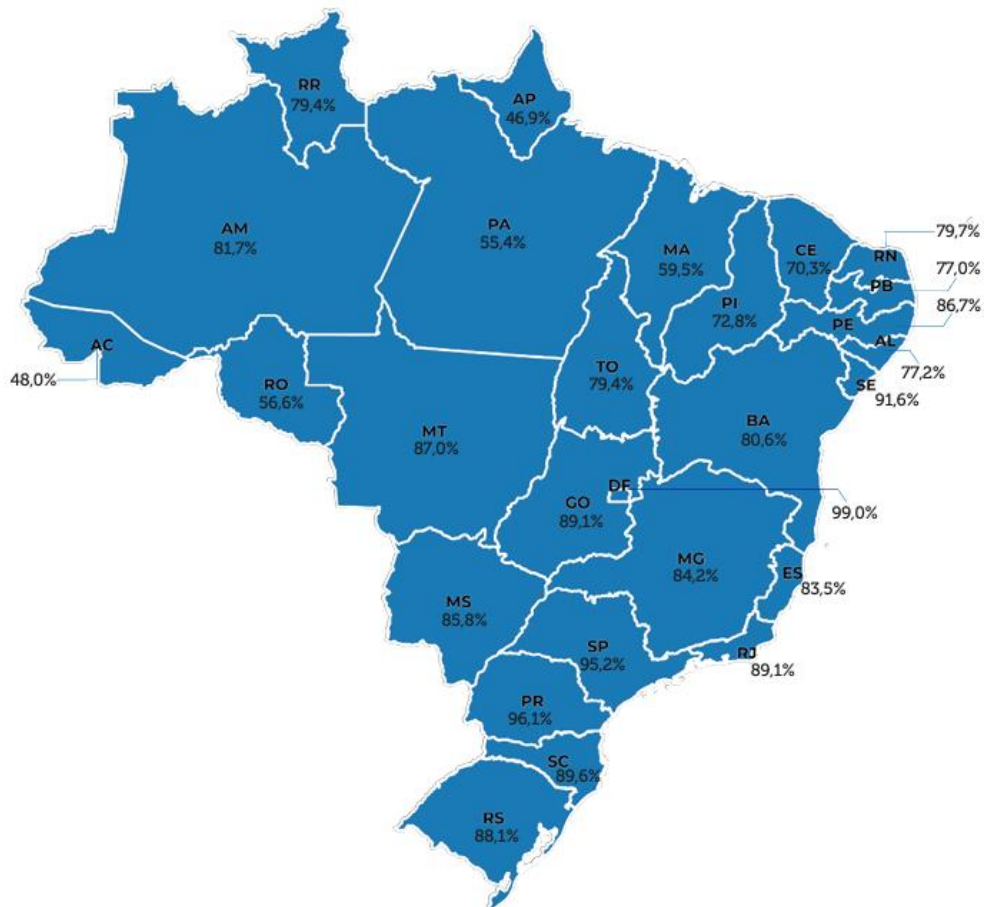 RR
79,4%
AP
46,9%
AM
81,7%
PA
55,4%
MA
59,5%
CE
70,3%
RN
79,7%
PB
77,0%
PI
72,8%
PE
86,7%
AL
77,2%
SE
91,6%
AC
48,0%
RO
56,6%
TO
79,4%
MT
87,0%
BA
80,6%
DF
99,0%
GO
89,1%
MG
84,2%
ES
83,5%
MS
85,8%
SP
95,2%
RJ
89,1%
PR
96,1%
SC
89,6%
RS
88,1%